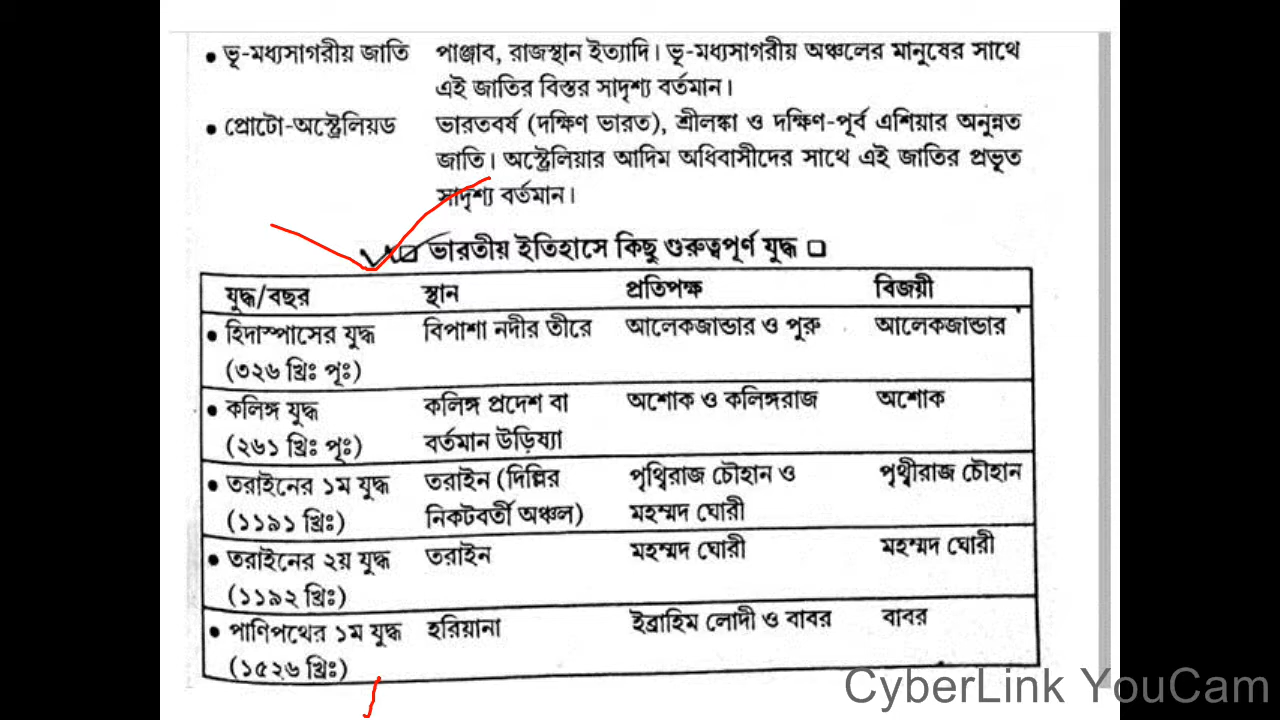 • ভূ-মধ্যসাগরীয় জাতি পাঞ্জাব, রাজস্থান ইত্যাদি। ভূ-মধ্যসাগরীয় অঞ্চলের মানুষের সাথে
এই জাতির বিস্তর সাদৃশ্য বর্তমান।
• প্রোটো-অস্ট্রেলিয়ড ভারতবর্ষ (দক্ষিণ ভারত), শ্রীলঙ্কা ও দক্ষিণ-পূর্ব এশিয়ার অনুন্নত
জাতি। অস্ট্রেলিয়ার আদিম অধিবাসীদের সাথে এই জাতির প্রভূত
সাদৃশ্য বর্তমান।
ভারতীয় ইতিহাসে কিছু গুরুত্বপূর্ণ যুদ্ধ
যুদ্ধ/বছর স্থান প্রতিপক্ষ বিজয়ী
• হিদাস্পাসের যুদ্ধ বিপাশা নদীর তীরে আলেকজান্ডার ও পুরু আলেকজান্ডার
(৩২৬ খ্রিঃ পৃঃ)
• কলিঙ্গ যুদ্ধ কলিঙ্গ প্রদেশ বা অশোক ও কলিঙ্গরাজ অশোক
(২৬১ খ্রিঃ পৃঃ) বর্তমান উড়িষ্যা
• তরাইনের ১ম যুদ্ধ তরাইন (দিল্লির পৃথ্বিরাজ চৌহান ও পৃথ্বীরাজ চৌহান
(১১৯১ খ্রিঃ) নিকটবর্তী অঞ্চল) মহম্মদ ঘোরী
• তরাইনের ২য় যুদ্ধ তরাইন মহম্মদ ঘোরী মহম্মদ ঘোরী
(১১৯২ খ্রিঃ)
• পাণিপথের ১ম যুদ্ধ হরিয়ানা ইব্রাহিম লোদী ও বাবর বাবর
(১৫২৬ খ্রিঃ)
CyberLink YouCam